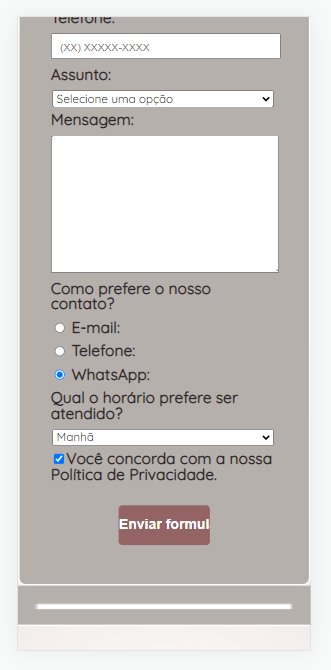 Telefone:
(XX) XXXXX-XXXX
Assunto:
Selecione uma opção
Mensagem:
Como prefere o nosso
contato?
E-mail:
Telefone:
WhatsApp:
Qual o horário prefere ser
atendido?
Manhã
Você concorda com a nossa
Política de Privacidade.
Enviar formul